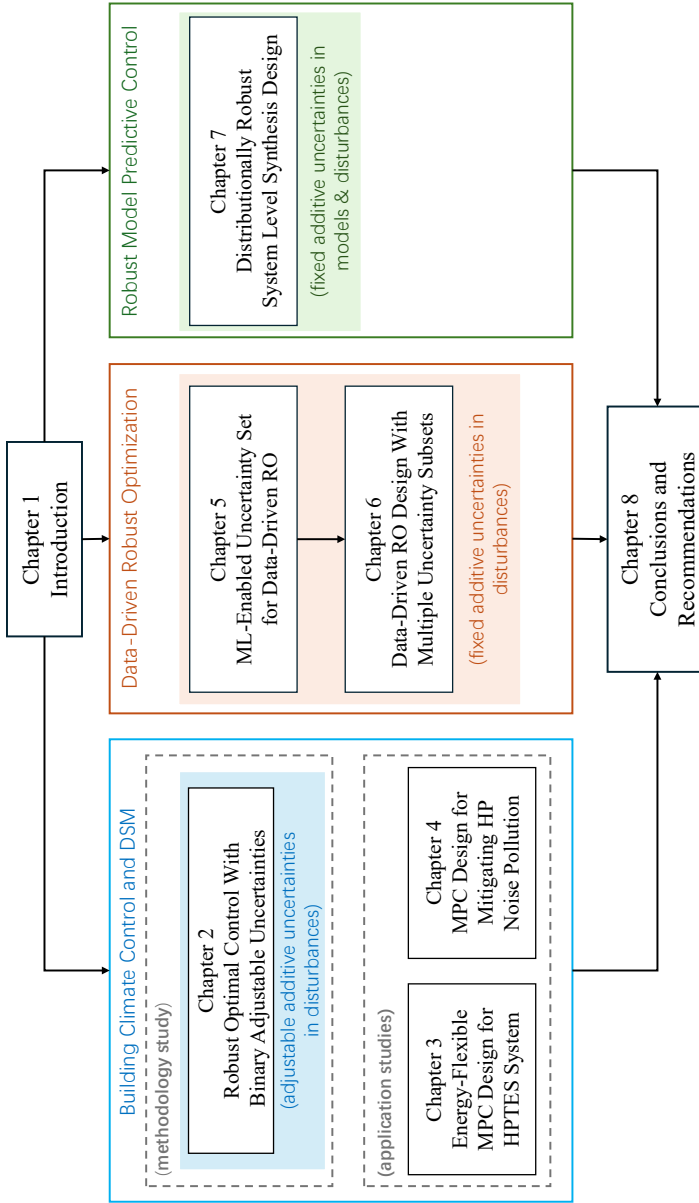 Chapter 1
Introduction
Building Climate Control and DSM
(methodology study)
Chapter 2
Robust Optimal Control With
Binary Adjustable Uncertainties
(adjustable additive uncertainties
in disturbances)
(application studies)
Chapter 3
Energy-Flexible
MPC Design for
HPTES System
Chapter 4
MPC Design for
Mitigating HP
Noise Pollution
Data-Driven Robust Optimization
Chapter 5
ML-Enabled Uncertainty Set
for Data-Driven RO
Chapter 6
Data-Driven RO Design With
Multiple Uncertainty Subsets
(fixed additive uncertainties in
disturbances)
Robust Model Predictive Control
Chapter 7
Distributionally Robust
System Level Synthesis Design
(fixed additive uncertainties in
models & disturbances)
Chapter 8
Conclusions and
Recommendations